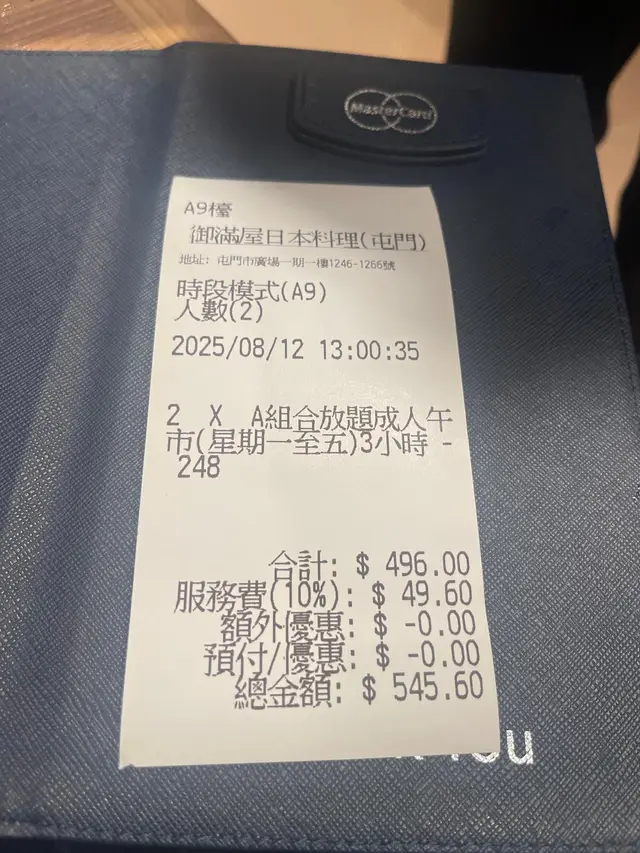 MasterCard
A9檯
御滿屋日本料理(屯門)
地址: 屯門市廣場一期一樓1246-1266號
時段模式(A9)
人數(2)
2025/08/12 13:00:35
2 X A組合放題成人午
市(星期一至五)3小時 -
248
合計: $ 496.00
服務費(10%): $ 49.60
額外優惠: $ -0.00
預付/優惠: $ -0.00
總金額: $ 545.60
You